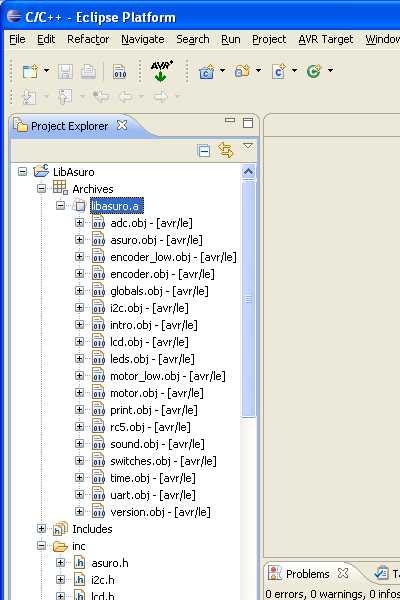 C/C++ - Eclipse Platform
File Edit Refactor Navigate Search Run Project AVR Target Window
AVR
Project Explorer
LibAsuro
Archives
libasuro.a
adc.obj - [avr/le]
asuro.obj - [avr/le]
encoder_low.obj - [avr/le]
encoder.obj - [avr/le]
globals.obj - [avr/le]
i2c.obj - [avr/le]
intro.obj - [avr/le]
lcd.obj - [avr/le]
leds.obj - [avr/le]
motor_low.obj - [avr/le]
motor.obj - [avr/le]
print.obj - [avr/le]
rc5.obj - [avr/le]
sound.obj - [avr/le]
switches.obj - [avr/le]
time.obj - [avr/le]
uart.obj - [avr/le]
version.obj - [avr/le]
Includes
inc
asuro.h
i2c.h
lcd.h
Problems T
0 errors, 0 warnings, 0 infos